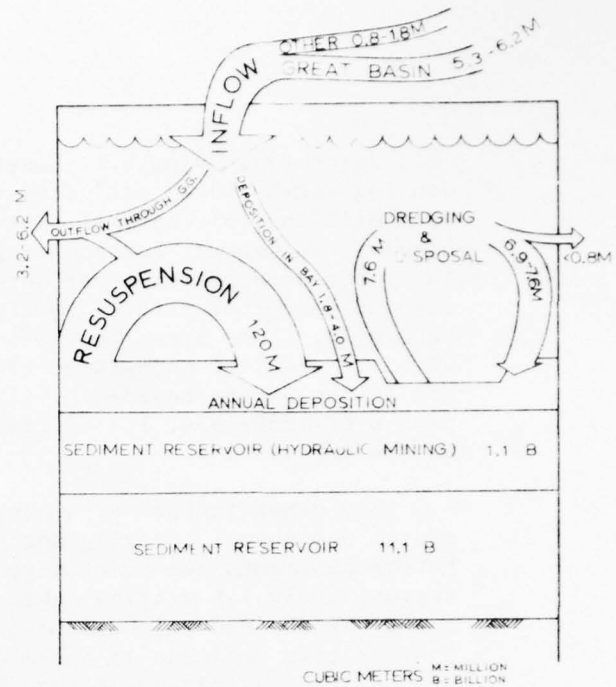 OTHER 0.8-1.8M
GREAT BASIN 5.3-6.2M
INFLOW
OUTFLOW THROUGH G.G.
3.2-6.2 M
DEPOSITION IN BAY 1.8-4.0 M
DREDGING
&
DISPOSAL
7.6 M
6.9-7.6M
<0.8M
RESUSPENSION 120M
ANNUAL DEPOSITION
SEDIMENT RESERVOIR (HYDRAULIC MINING) 1.1 B
SEDIMENT RESERVOIR 11.1 B
CUBIC METERS M=MILLION
B=BILLION